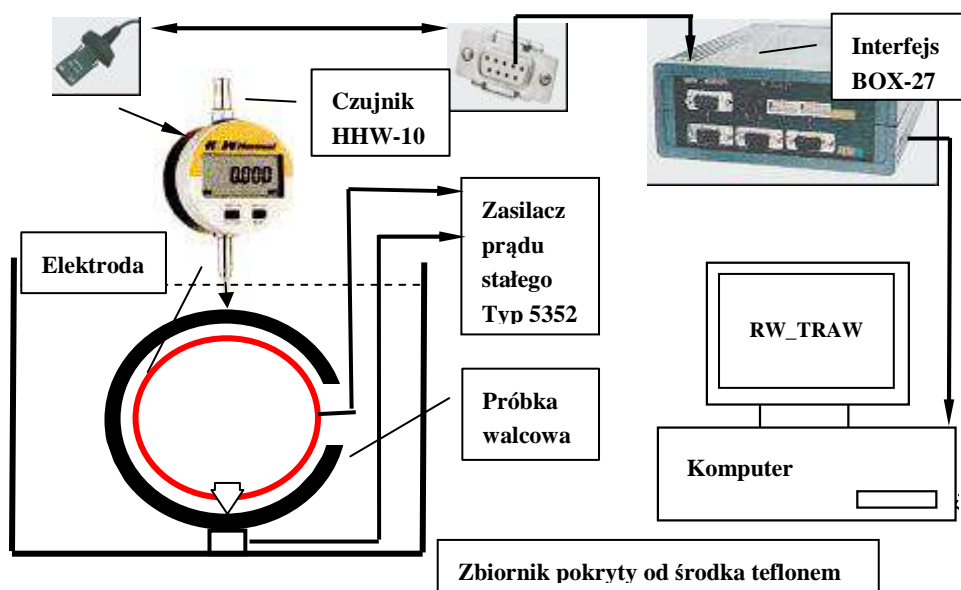 Interfejs
BOX-27
Czujnik
HHW-10
0.000
Zasilacz
prądu
stałego
Typ 5352
Elektroda
RW_TRAW
Próbka
walcowa
Komputer
Zbiornik pokryty od środka teflonem